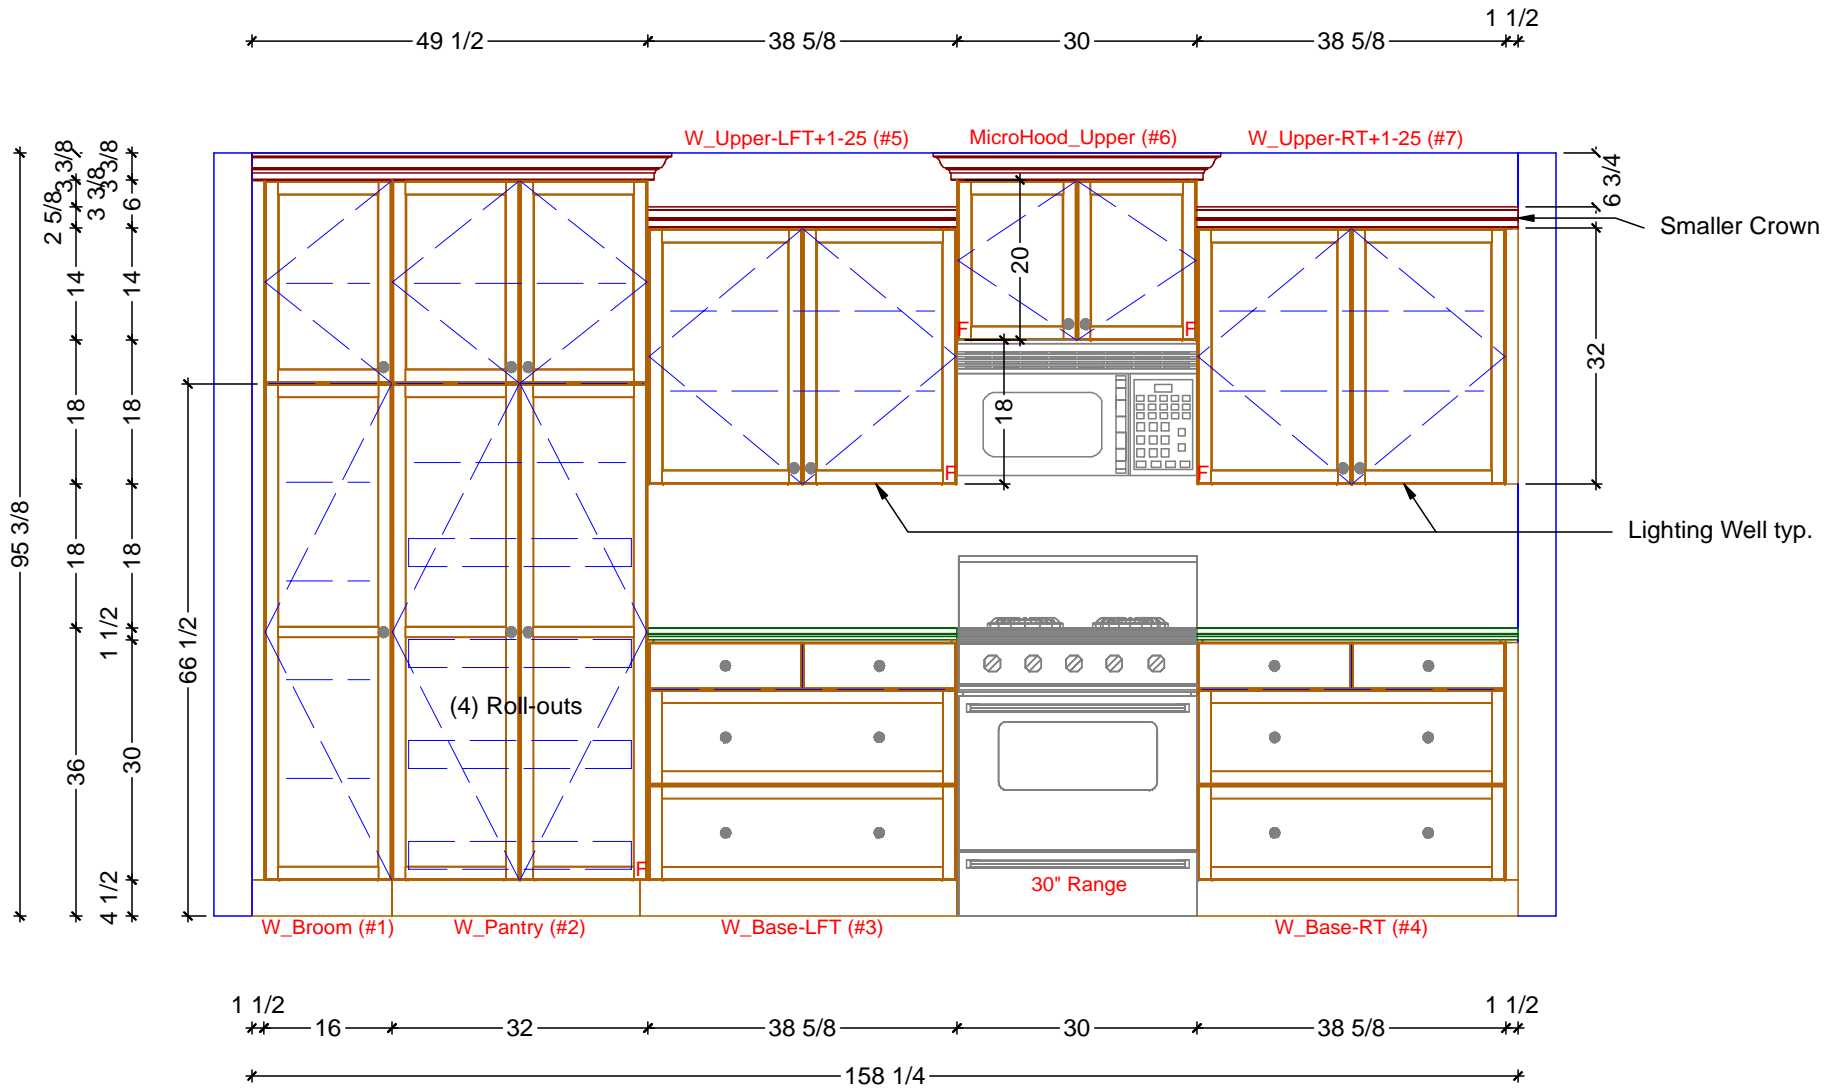 1 1/2
49 1/2
38 5/8
30
38 5/8
W_Upper-LFT+1-25 (#5)
MicroHood_Upper (#6)
W_Upper-RT+1-25 (#7)
3 3/8
3 3/8
3 3/8
6
2 5/8
6 3/4
Smaller Crown
14
14
20
F
F
32
18
18
18
F
F
95 3/8
18
18
Lighting Well typ.
1 1/2
66 1/2
(4) Roll-outs
36
30
F
4 1/2
30" Range
W_Broom (#1)
W_Pantry (#2)
W_Base-LFT (#3)
W_Base-RT (#4)
1 1/2
16
32
38 5/8
30
38 5/8
1 1/2
158 1/4